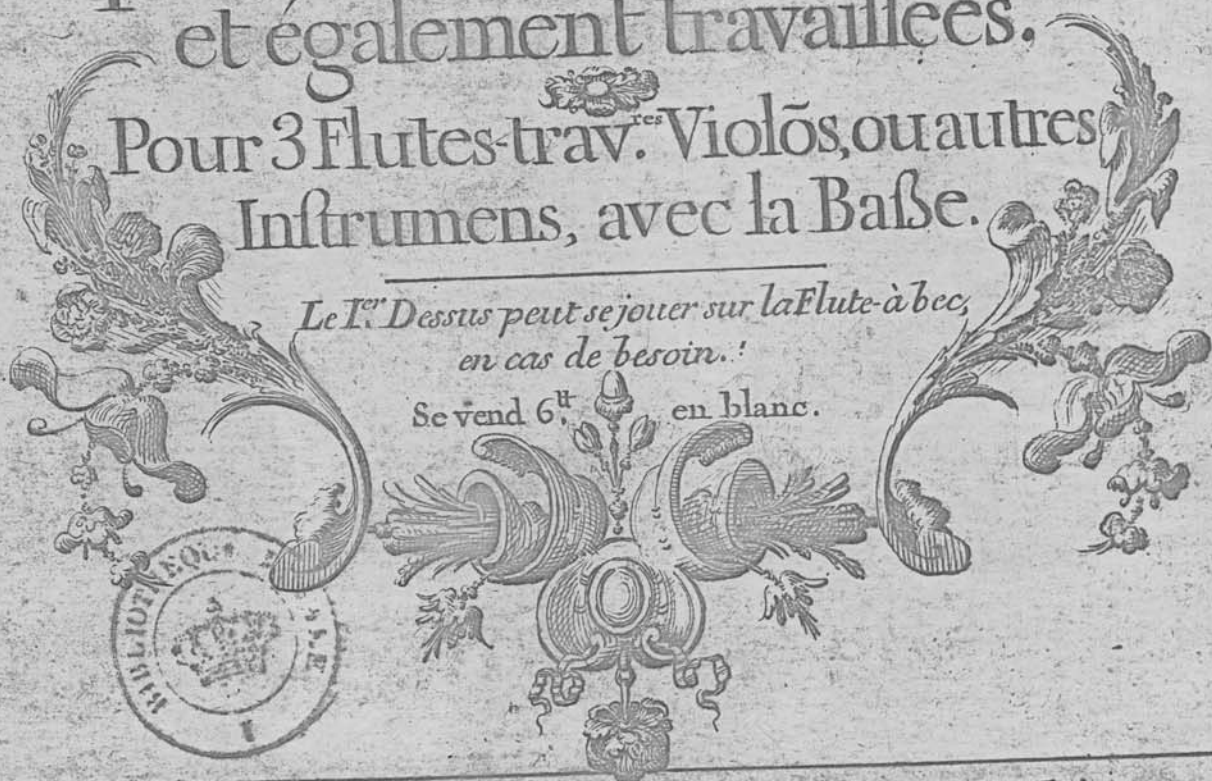 et également travaillées.
Pour 3 Flutes-trav.res Violõs, ou autres
Inſtrumens, avec la Baſse.
Le I.er Dessus peut se jouer sur la Flute-à bec,
en cas de besoin.
Se vend 6.tt en blanc.